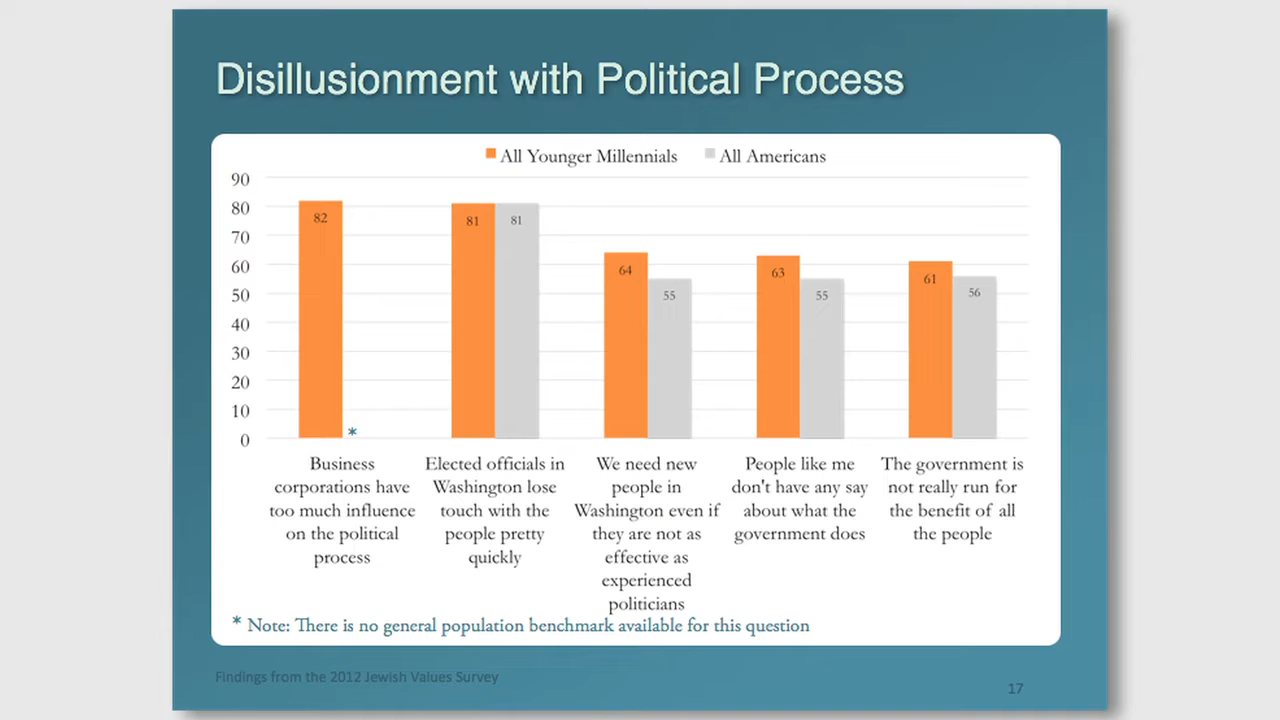 Disillusionment with Political Process
All Younger Millennials All Americans
90
80
70
60
50
40
30
20
10
0
82
*
81 81
64 55
63 55
61 56
Business
corporations have
too much influence
on the political
process
Elected officials in
Washington lose
touch with the
people pretty
quickly
We need new
people in
Washington even if
they are not as
effective as
experienced
politicians
People like me
don't have any say
about what the
government does
The government is
not really run for
the benefit of all
the people
* Note: There is no general population benchmark available for this question
Findings from the 2012 Jewish Values Survey
17